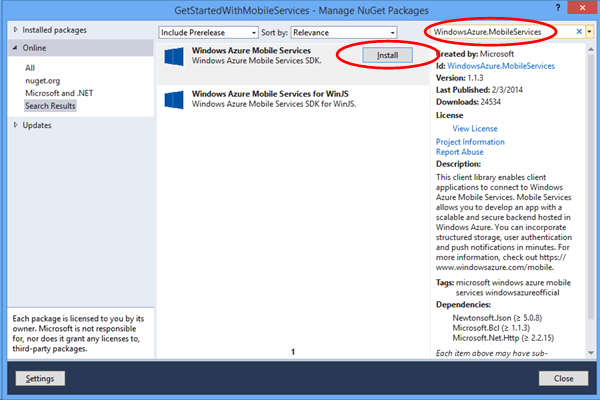 GetStartedWithMobileServices - Manage NuGet Packages
?
Installed packages
Online
All
nuget.org
Microsoft and .NET
Search Results
Updates
Each package is licensed to you by its
owner. Microsoft is not responsible
for, nor does it grant any licenses to,
third-party packages.
Settings
Include Prerelease
Sort by: Relevance
Windows Azure Mobile Services
Windows Azure Mobile Services SDK.
Install
Windows Azure Mobile Services for WinJS
Windows Azure Mobile Services SDK for WinJS.
1
WindowsAzure.MobileServices
Created by: Microsoft
Id: WindowsAzure.MobileServices
Version: 1.1.3
Last Published: 2/3/2014
Downloads: 24534
License
View License
Project Information
Report Abuse
Description:
This client library enables client
applications to connect to Windows
Azure Mobile Services. Mobile Services
allows you to develop an app with a
scalable and secure backend hosted in
Windows Azure. You can incorporate
structured storage, user authentication
and push notifications in minutes. For
more information, check out https://
www.windowsazure.com/mobile.
Tags: microsoft windows azure mobile
services windowsazureofficial
Dependencies:
Newtonsoft.Json (≥ 5.0.8)
Microsoft.Bcl (≥ 1.1.3)
Microsoft.Net.Http (≥ 2.2.15)
Each item above may have sub-
Close